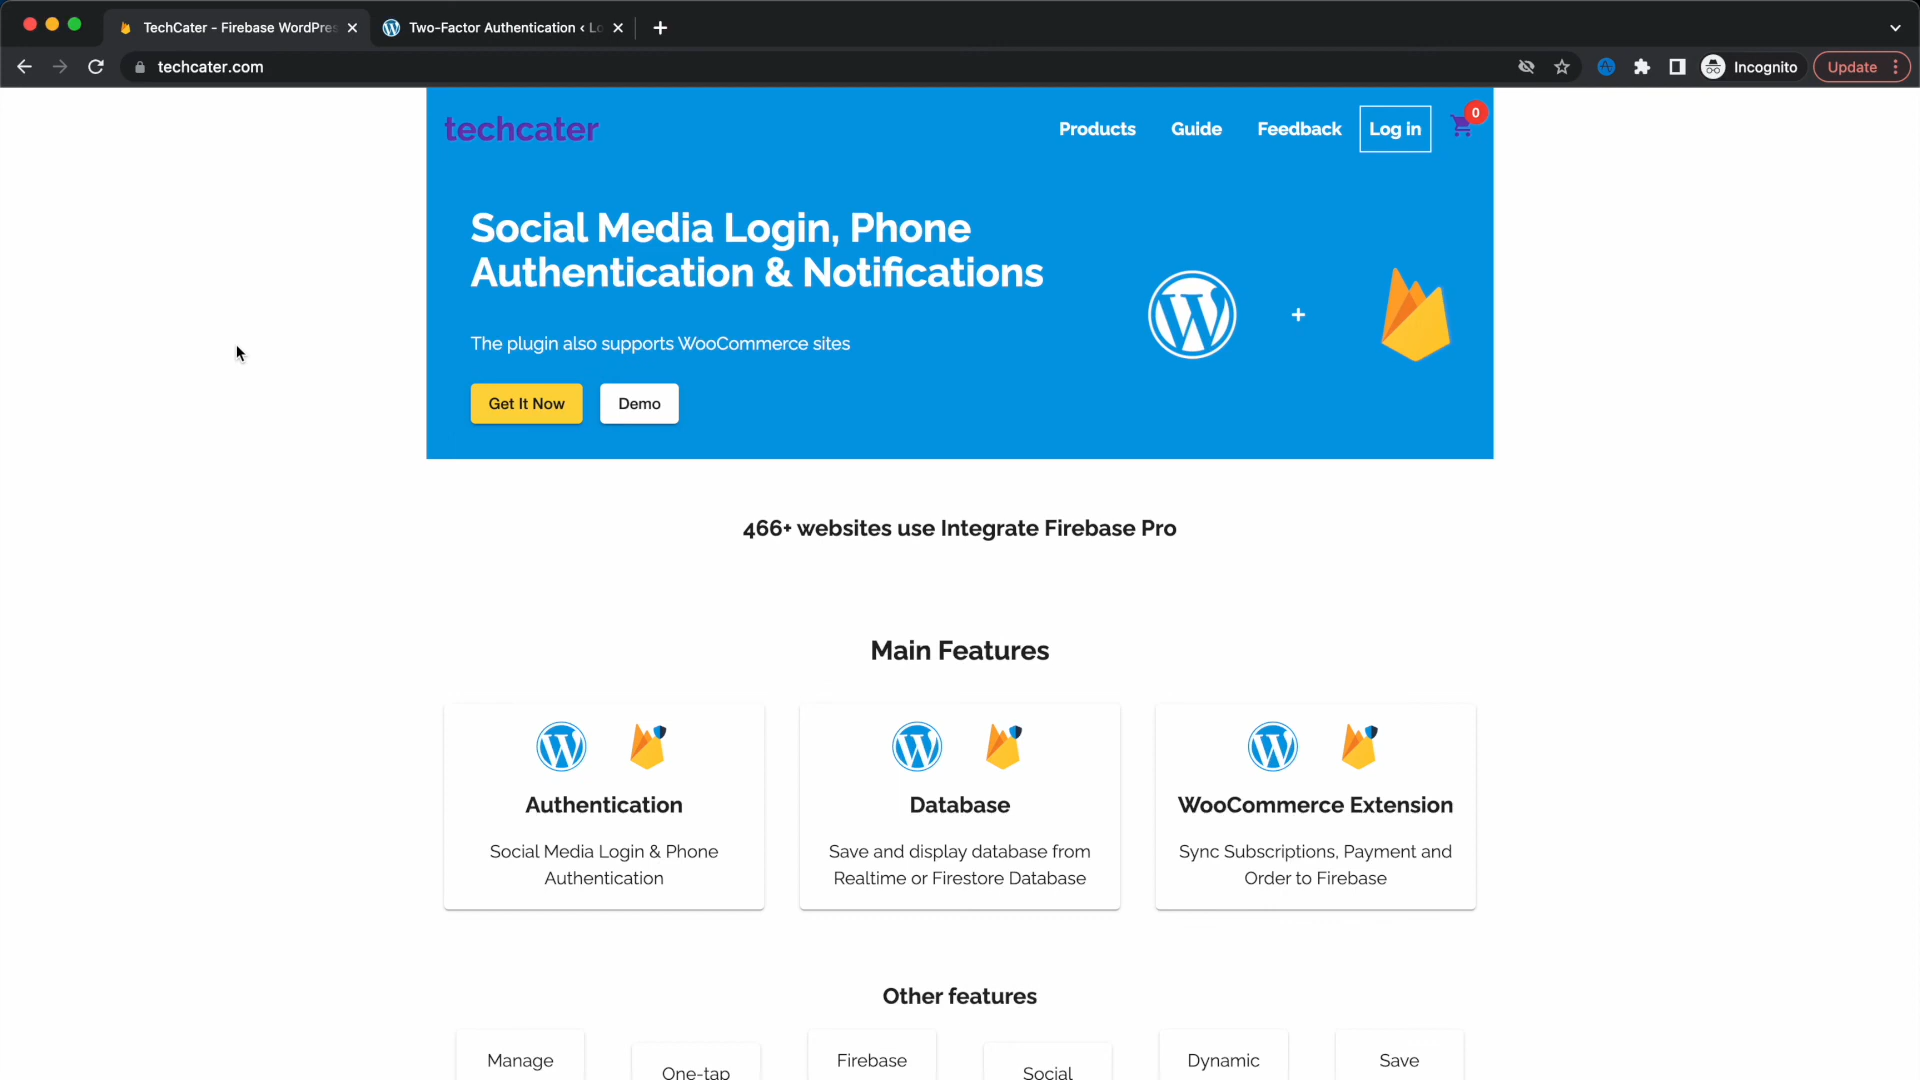 TechCater - Firebase WordPres
Two-Factor Authentication ‹ Lo
techcater.com
Incognito
Update
techcater
Products
Guide
Feedback
Log in
0
Social Media Login, Phone
Authentication & Notifications
+
The plugin also supports WooCommerce sites
Get It Now
Demo
466+ websites use Integrate Firebase Pro
Main Features
Authentication
Social Media Login & Phone
Authentication
Database
Save and display database from
Realtime or Firestore Database
WooCommerce Extension
Sync Subscriptions, Payment and
Order to Firebase
Other features
Manage
One-tap
Firebase
Social
Dynamic
Save